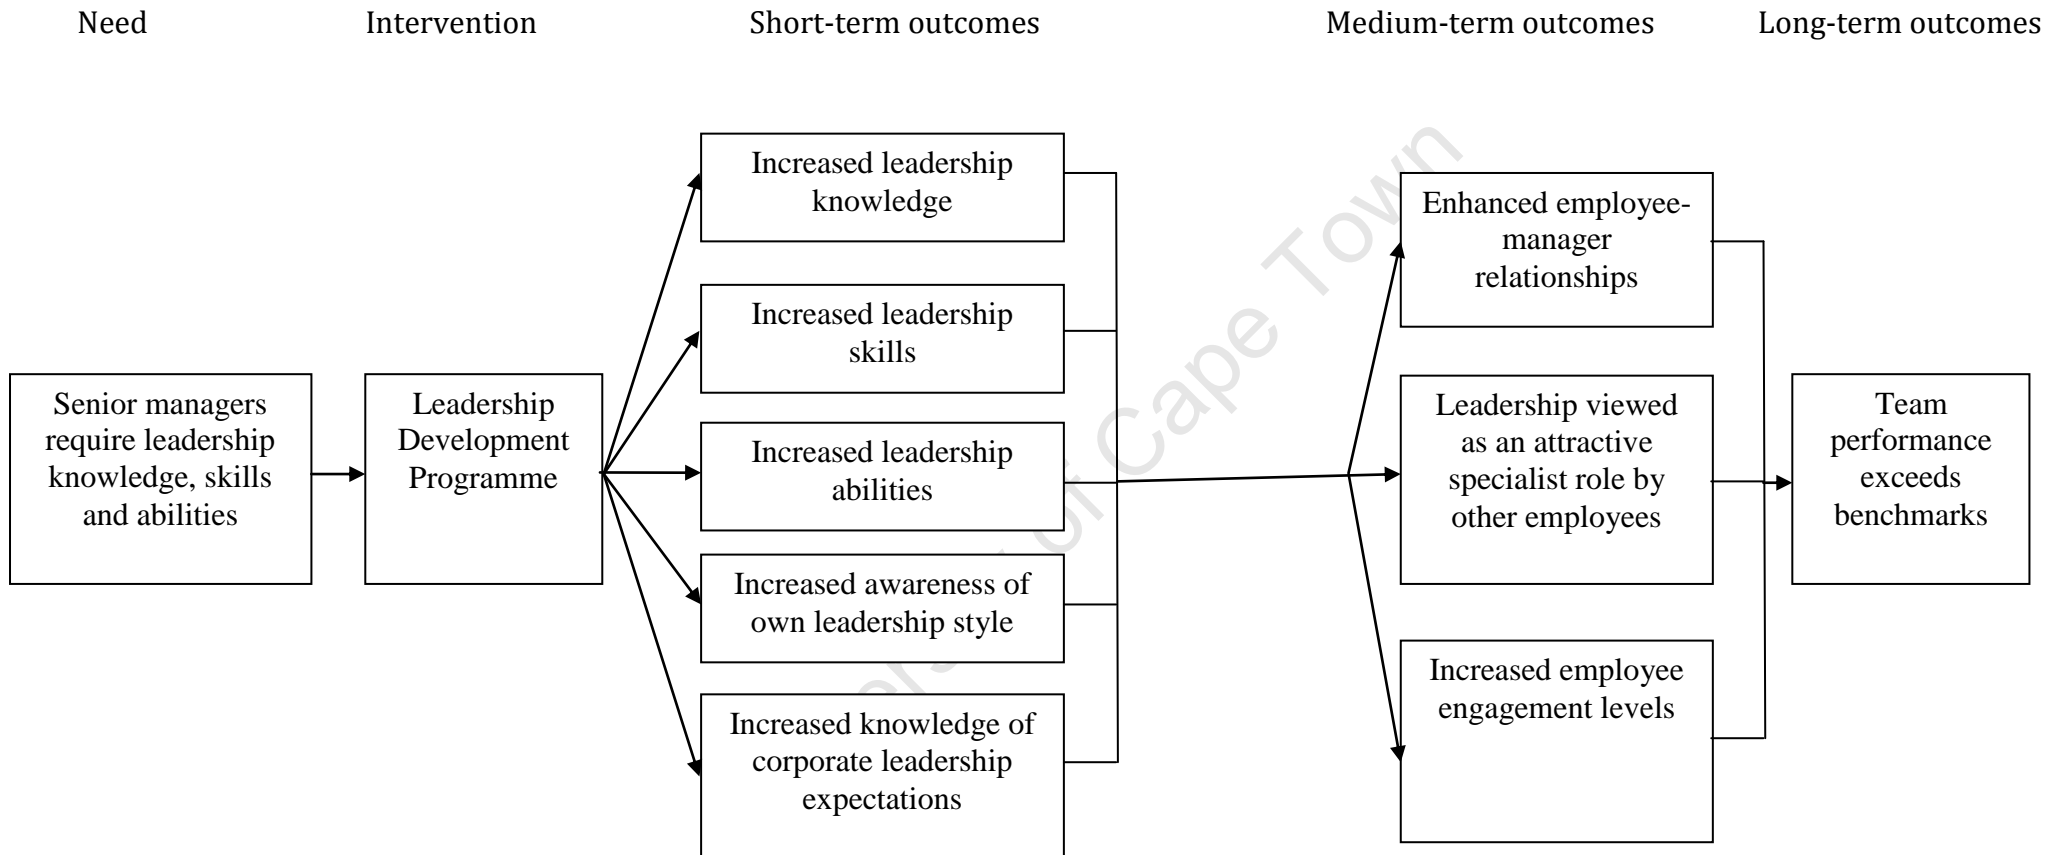 Need
Intervention
Short-term outcomes
Medium-term outcomes
Long-term outcomes
Senior managers
require leadership
knowledge, skills
and abilities
Leadership
Development
Programme
Increased leadership
knowledge
Increased leadership
skills
Increased leadership
abilities
Increased awareness of
own leadership style
Increased knowledge of
corporate leadership
expectations
Enhanced employee-
manager
relationships
Leadership viewed
as an attractive
specialist role by
other employees
Increased employee
engagement levels
Team
performance
exceeds
benchmarks
of Cape Town